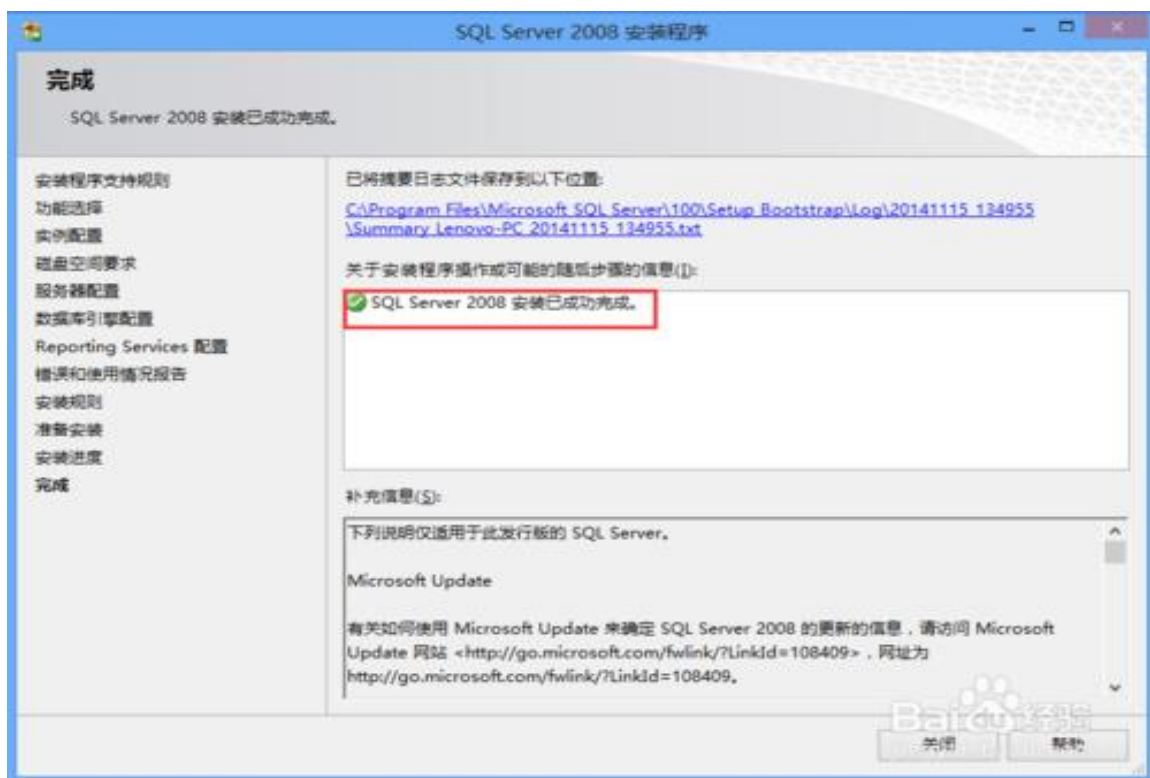 SQL Server 2008 安装程序
完成
SQL Server 2008 安装已成功完成。
安装程序支持规则
功能选择
实例配置
磁盘空间要求
服务器配置
数据库引擎配置
Reporting Services 配置
错误和使用情况报告
安装规则
准备安装
安装进度
完成
已将摘要日志文件保存到以下位置:
C:\Program Files\Microsoft SQL Server\100\Setup Bootstrap\Log\20141115_134955
\Summary_Lenovo-PC_20141115_134955.txt
关于安装程序操作或可能的随后步骤的信息(I):
SQL Server 2008 安装已成功完成。
补充信息(S):
下列说明仅适用于此发行版的 SQL Server。
Microsoft Update
有关如何使用 Microsoft Update 来确定 SQL Server 2008 的更新的信息，请访问 Microsoft
Update 网站 <http://go.microsoft.com/fwlink/?LinkId=108409>，网址为
http://go.microsoft.com/fwlink/?LinkId=108409。
Baidu 经验
关闭
帮助